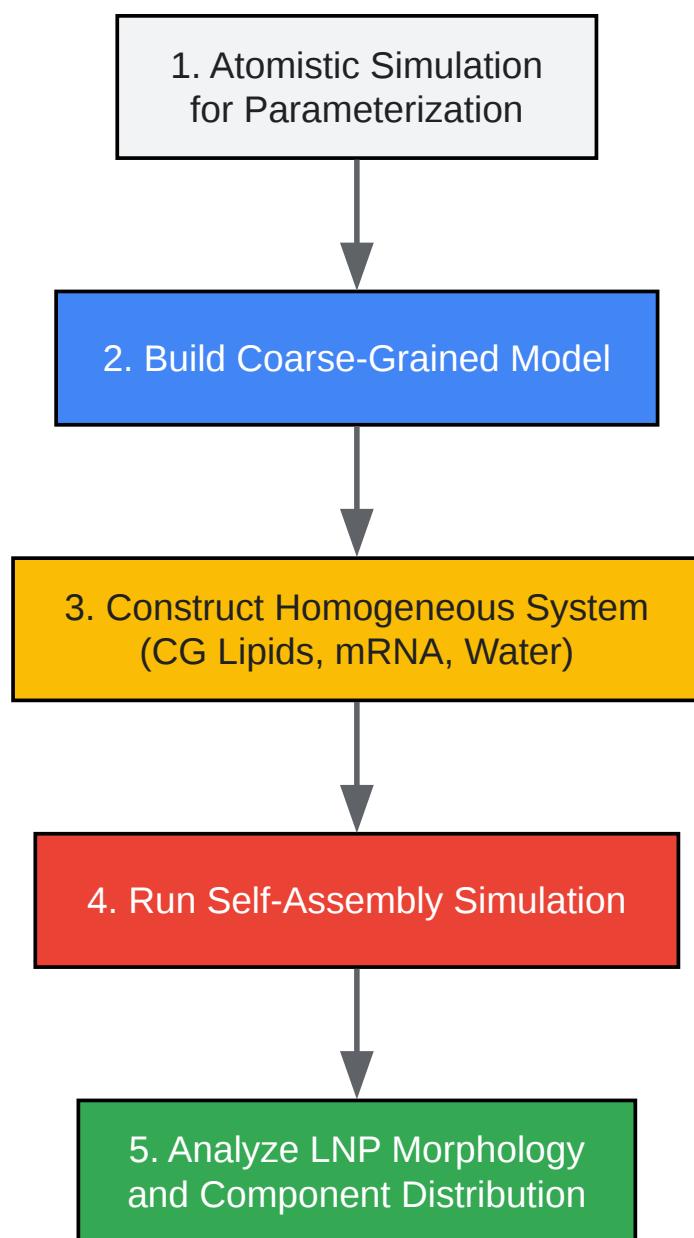 1. Atomistic Simulation
for Parameterization
2. Build Coarse-Grained Model
3. Construct Homogeneous System
(CG Lipids, mRNA, Water)
4. Run Self-Assembly Simulation
5. Analyze LNP Morphology
and Component Distribution